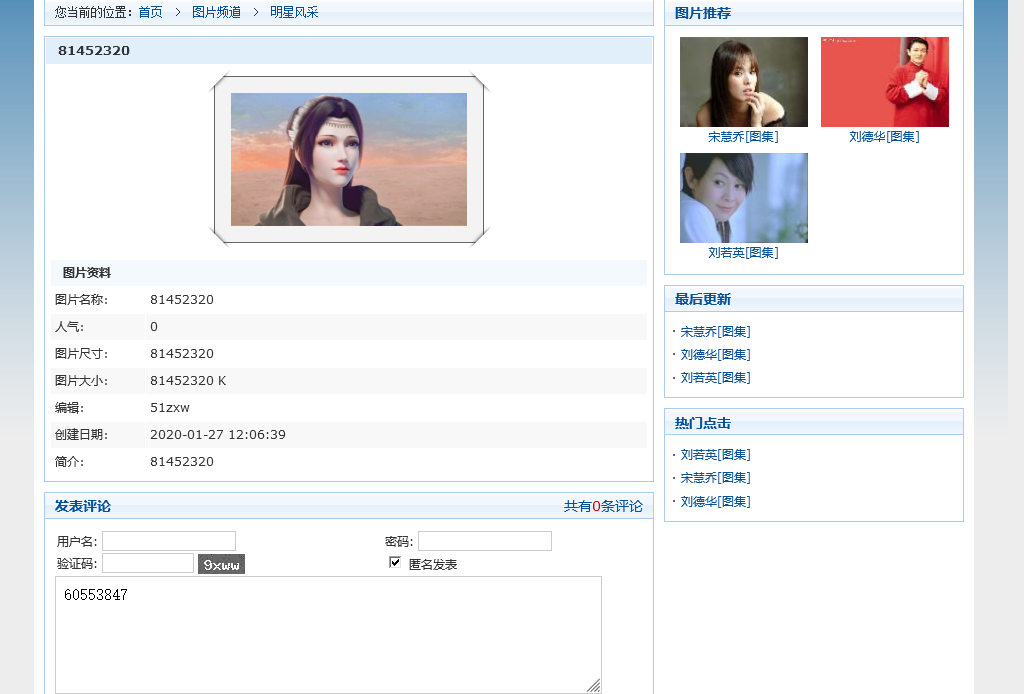 您当前的位置：首页 > 图片频道 > 明星风采
81452320
图片资料
图片名称: 81452320
人气: 0
图片尺寸: 81452320
图片大小: 81452320 K
编辑: 51zxw
创建日期: 2020-01-27 12:06:39
简介: 81452320
发表评论 共有0条评论
用户名: 密码:
验证码: 9xww 匿名发表
60553847
图片推荐
宋慧乔[图集] 刘德华[图集]
刘若英[图集]
最后更新
· 宋慧乔[图集]
· 刘德华[图集]
· 刘若英[图集]
热门点击
· 刘若英[图集]
· 宋慧乔[图集]
· 刘德华[图集]